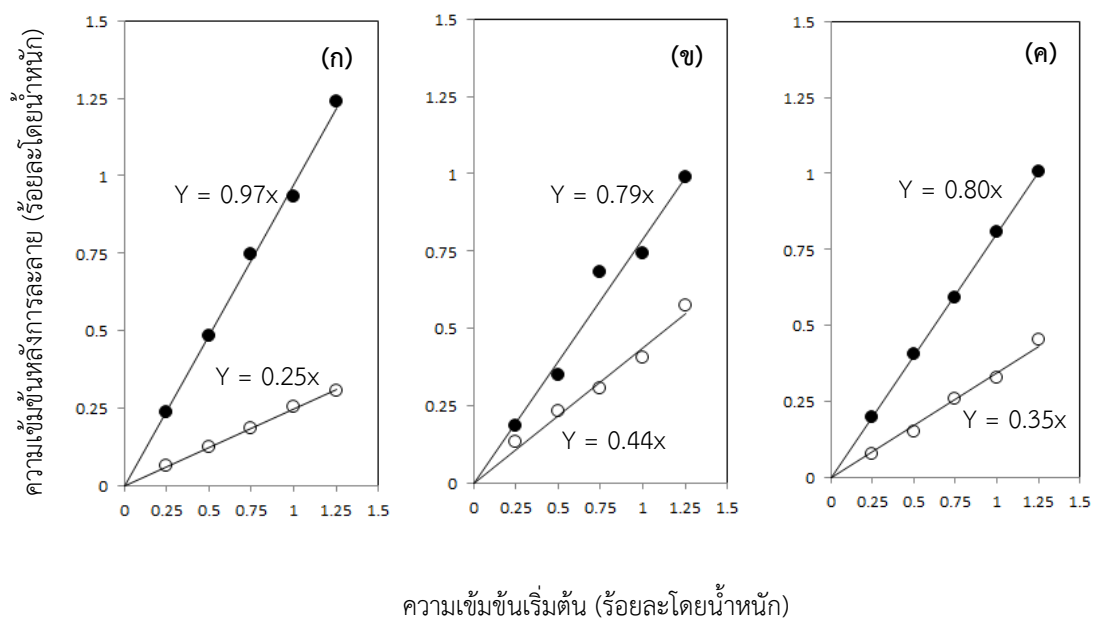 ความเข้มข้นหลังการละลาย (ร้อยละโดยน้ำหนัก)
(ก)
1.5
1.25
1
0.75
0.5
0.25
0
Y = 0.97x
Y = 0.25x
0 0.25 0.5 0.75 1 1.25 1.5
(ข)
1.5
1.25
1
0.75
0.5
0.25
0
Y = 0.79x
Y = 0.44x
0 0.25 0.5 0.75 1 1.25 1.5
(ค)
1.5
1.25
1
0.75
0.5
0.25
0
Y = 0.80x
Y = 0.35x
0 0.25 0.5 0.75 1 1.25 1.5
ความเข้มข้นเริ่มต้น (ร้อยละโดยน้ำหนัก)